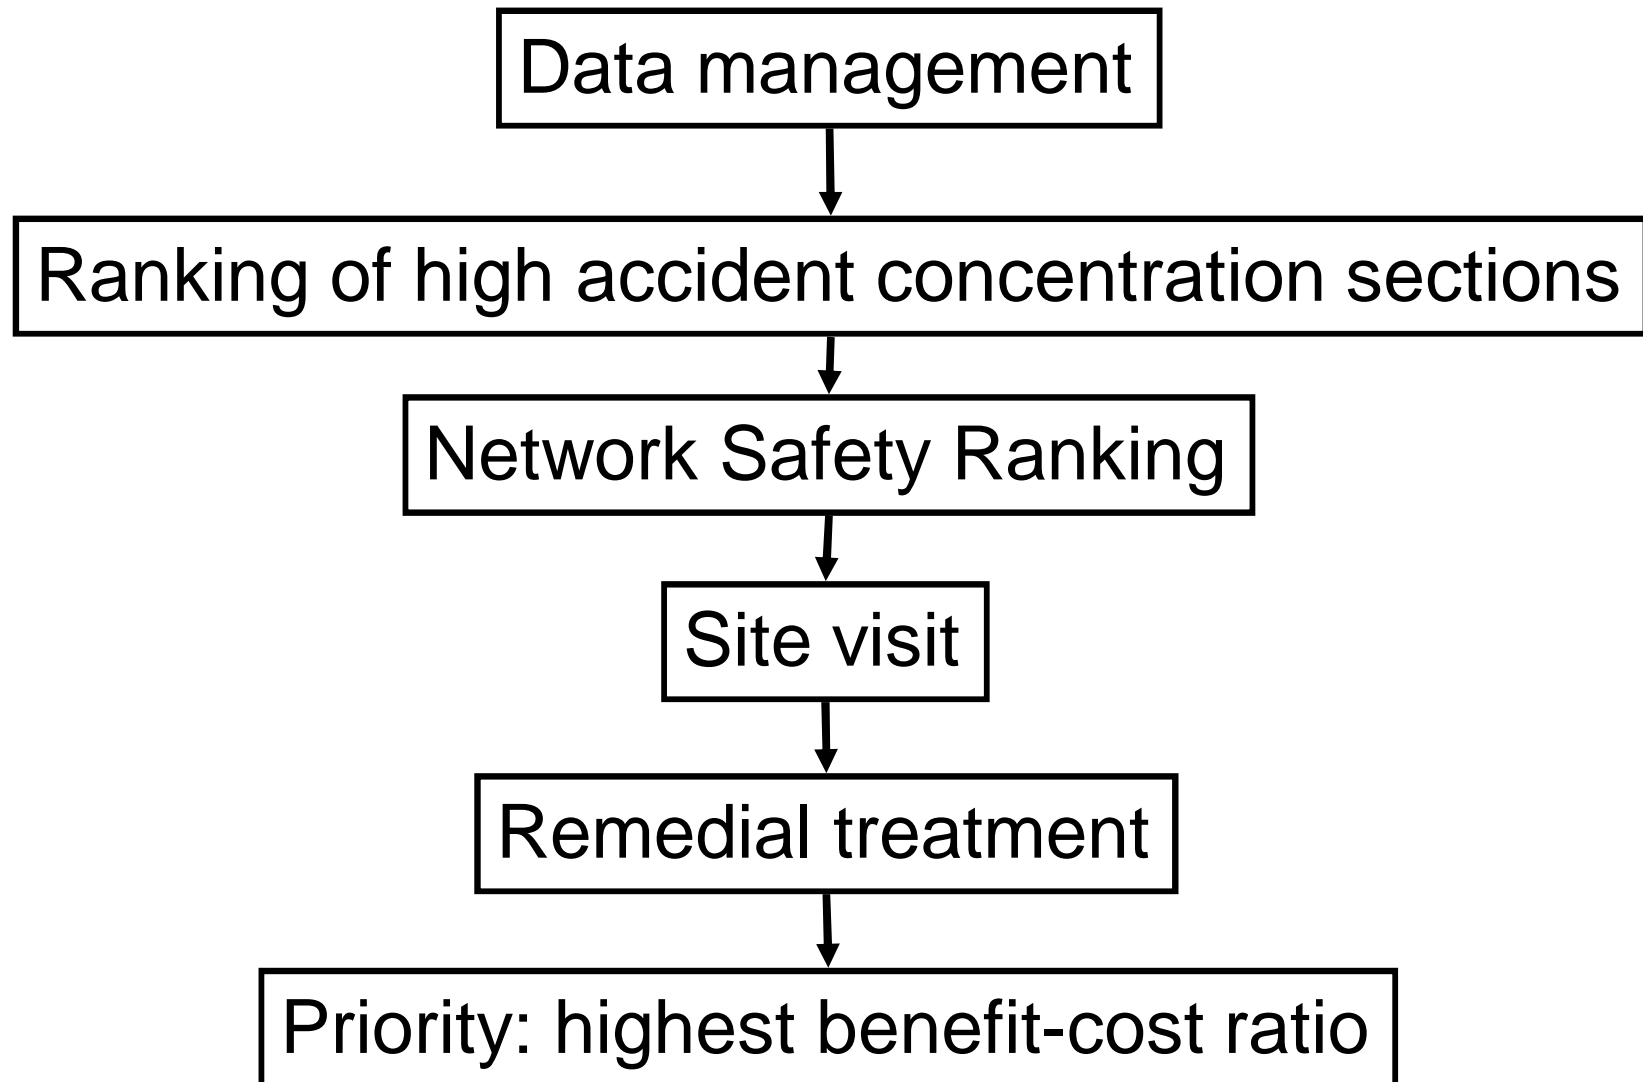 Data management
Ranking of high accident concentration sections
Network Safety Ranking
Site visit
Remedial treatment
Priority: highest benefit-cost ratio